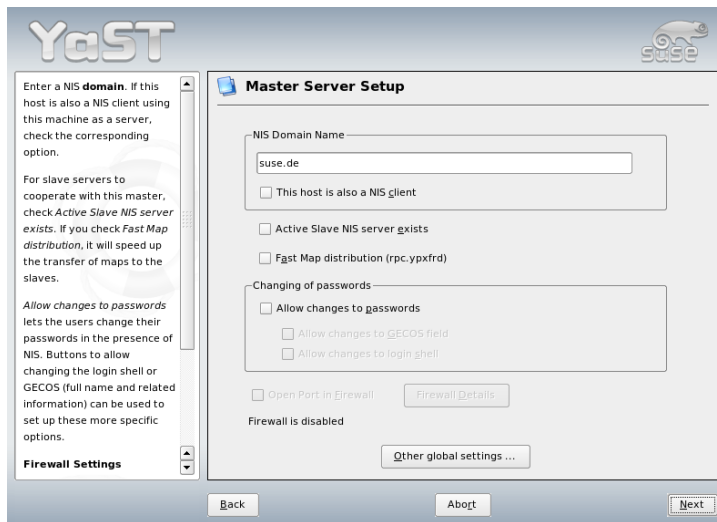 YaST
suse
Enter a NIS domain. If this
host is also a NIS client using
this machine as a server,
check the corresponding
option.
For slave servers to
cooperate with this master,
check Active Slave NIS server
exists. If you check Fast Map
distribution, it will speed up
the transfer of maps to the
slaves.
Allow changes to passwords
lets the users change their
passwords in the presence of
NIS. Buttons to allow
changing the login shell or
GECOS (full name and related
information) can be used to
set up these more specific
options.
Firewall Settings
Master Server Setup
NIS Domain Name
suse.de
This host is also a NIS client
Active Slave NIS server exists
Fast Map distribution (rpc.ypxfrd)
Changing of passwords
Allow changes to passwords
Allow changes to GECOS field
Allow changes to login shell
Open Port in Firewall
Firewall Details
Firewall is disabled
Other global settings ...
Back
Abort
Next